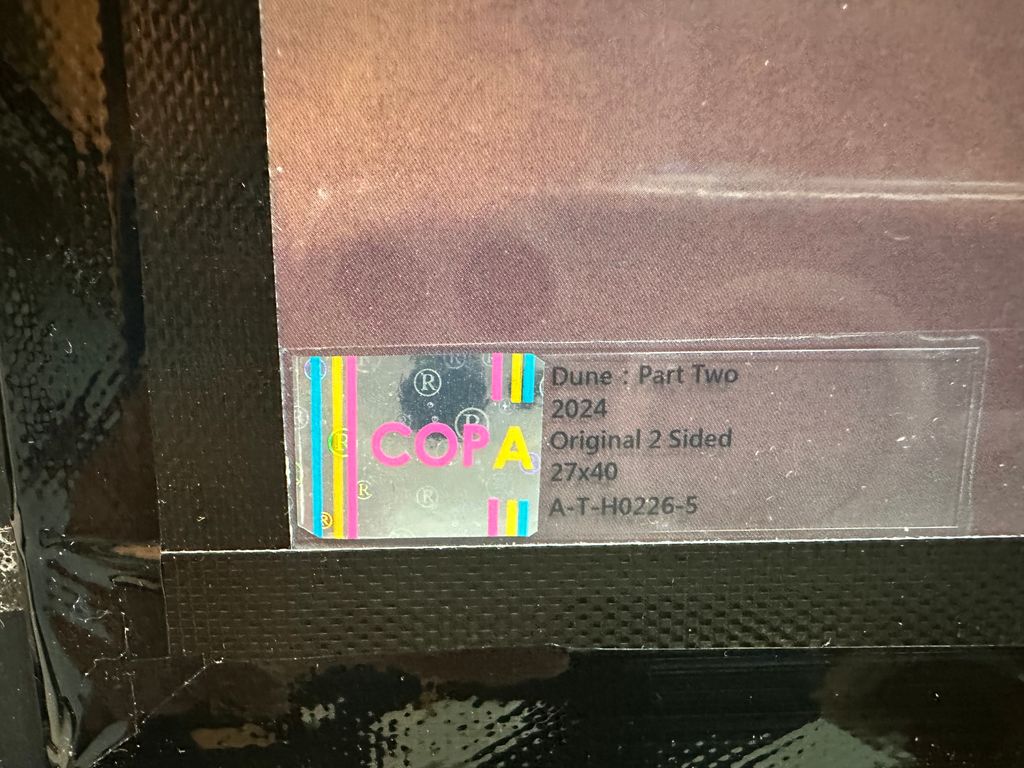 COPA
Dune : Part Two
2024
Original 2 Sided
27x40
A-T-H0226-5